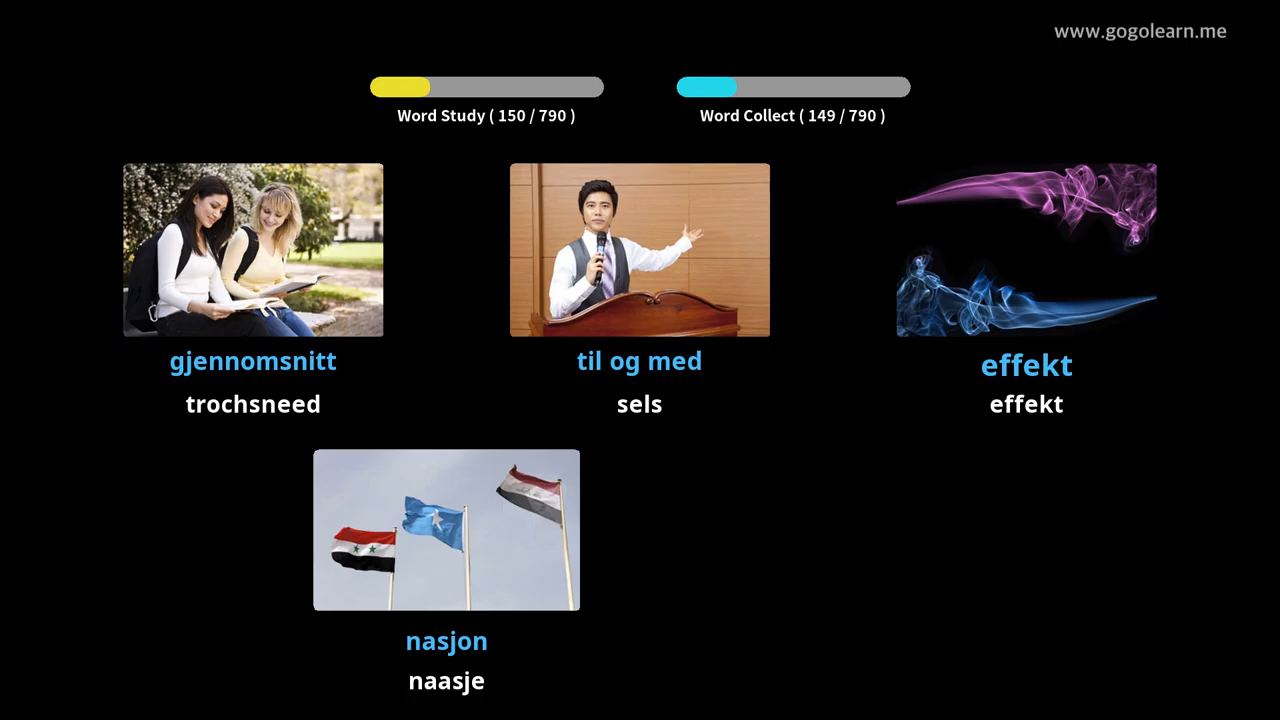 www.gogolearn.me
Word Study ( 150 / 790 )
Word Collect ( 149 / 790 )
gjennomsnitt
trochsneed
til og med
sels
effekt
effekt
nasjon
naasje